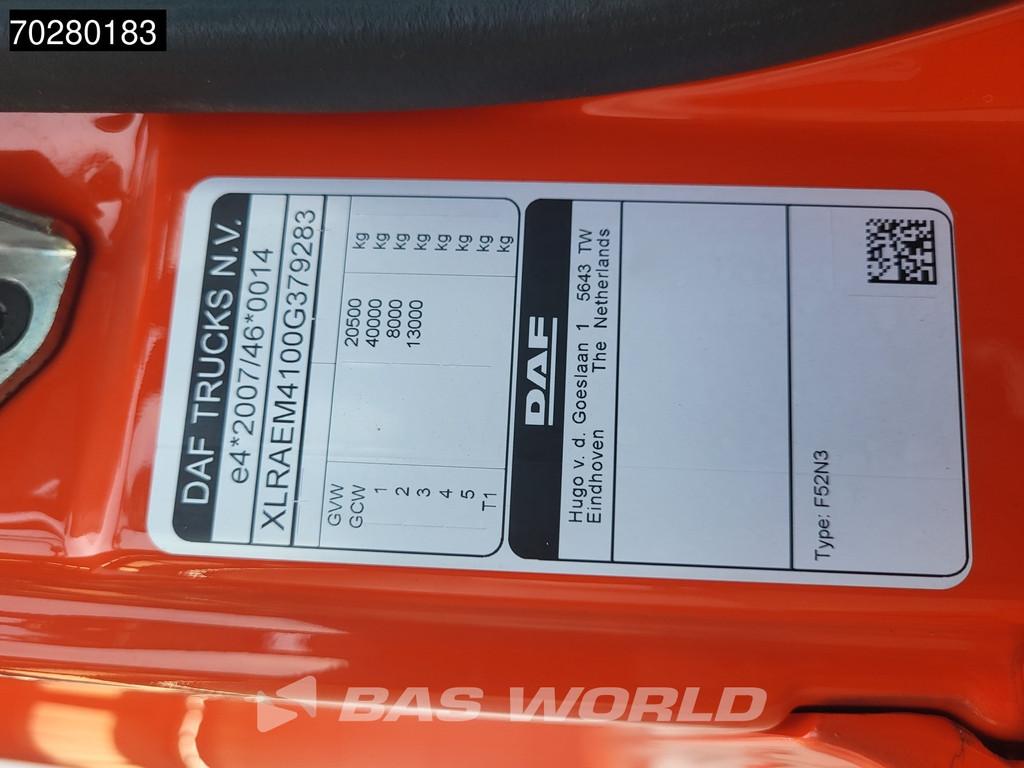 70280183
DAF TRUCKS N.V.
e4*2007/46*0014
XLRAEM4100G379283
GVW 20500 kg
GCW 40000 kg
1 8000 kg
2 13000 kg
3 kg
4 kg
5 kg
T1 kg
DAF
Hugo v. d. Goeslaan 1 5643 TW
Eindhoven The Netherlands
Type: F52N3
BAS WORLD